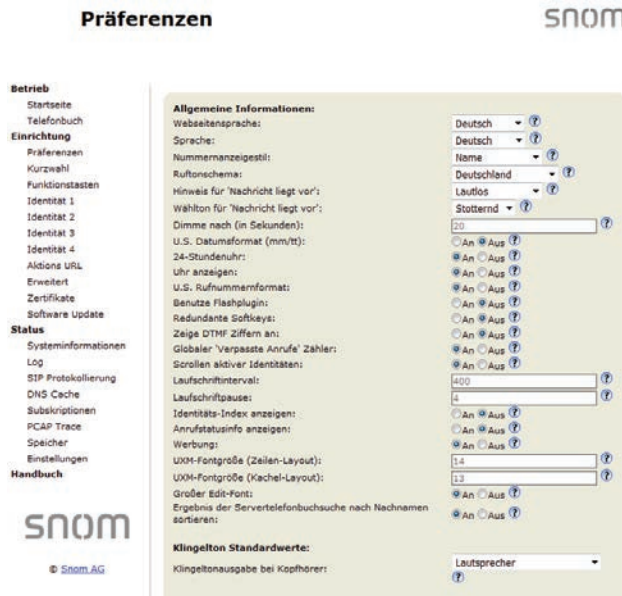 Präferenzen
snom
Betrieb
Startseite
Telefonbuch
Einrichtung
Präferenzen
Kurzwahl
Funktionstasten
Identität 1
Identität 2
Identität 3
Identität 4
Aktions URL
Erweitert
Zertifikate
Software Update
Status
Systeminformationen
Log
SIP Protokollierung
DNS Cache
Subskriptionen
PCAP Trace
Speicher
Einstellungen
Handbuch
snom
© Snom AG
Allgemeine Informationen:
Webseitensprache: Deutsch ?
Sprache: Deutsch ?
Nummernanzeigestil: Name ?
Ruftonschema: Deutschland ?
Hinweis für 'Nachricht liegt vor': Lautlos ?
Wählton für 'Nachricht liegt vor': Stotternd ?
Dimme nach (in Sekunden): 20 ?
U.S. Datumsformat (mm/tt): An Aus ?
24-Stundenuhr: An Aus ?
Uhr anzeigen: An Aus ?
U.S. Rufnummernformat: An Aus ?
Benutze Flashplugin: An Aus ?
Redundante Softkeys: An Aus ?
Zeige DTMF Ziffern an: An Aus ?
Globaler 'Verpasste Anrufe' Zähler: An Aus ?
Scrollen aktiver Identitäten: An Aus ?
Laufschriftinterval: 400 ?
Laufschriftpause: 4 ?
Identitäts-Index anzeigen: An Aus ?
Anrufstatusinfo anzeigen: An Aus ?
Werbung: An Aus ?
UXM-Fontgröße (Zeilen-Layout): 14 ?
UXM-Fontgröße (Kachel-Layout): 13 ?
Großer Edit-Font: An Aus ?
Ergebnis der Servertelefonbuchsuche nach Nachnamen
sortieren: An Aus ?
Klingelton Standardwerte:
Klingeltonausgabe bei Kopfhörer: Lautsprecher
?